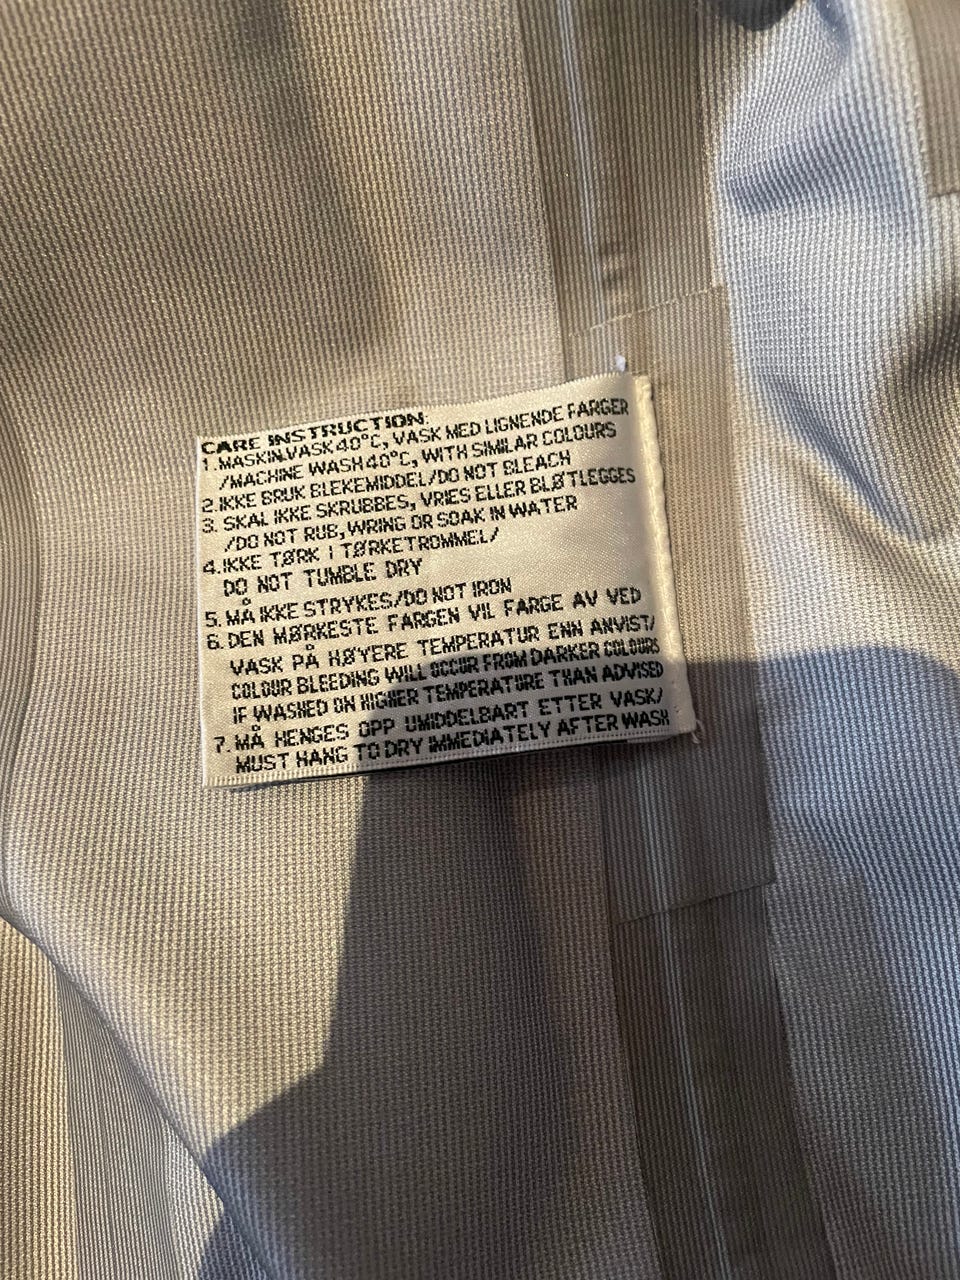 CARE INSTRUCTION:
1. MASKIN.VASK 40°C, VASK MED LIGNENDE FARGER
/MACHINE WASH 40°C, WITH SIMILAR COLOURS
2. IKKE BRUK BLEKEMIDDEL/DO NOT BLEACH
3. SKAL IKKE SKRUBBES, VRIES ELLER BLØTLEGGES
/DO NOT RUB, WRING OR SOAK IN WATER
4. IKKE TØRK I TØRKETROMMEL/
DO NOT TUMBLE DRY
5. MÅ IKKE STRYKES/DO NOT IRON
6. DEN MØRKESTE FARGEN VIL FARGE AV VED
VASK PÅ HØYERE TEMPERATUR ENN ANVIST/
COLOUR BLEEDING WILL OCCUR FROM DARKER COLOURS
IF WASHED ON HIGHER TEMPERATURE THAN ADVISED
7. MÅ HENGES OPP UMIDDELBART ETTER VASK/
MUST HANG TO DRY IMMEDIATELY AFTER WASH